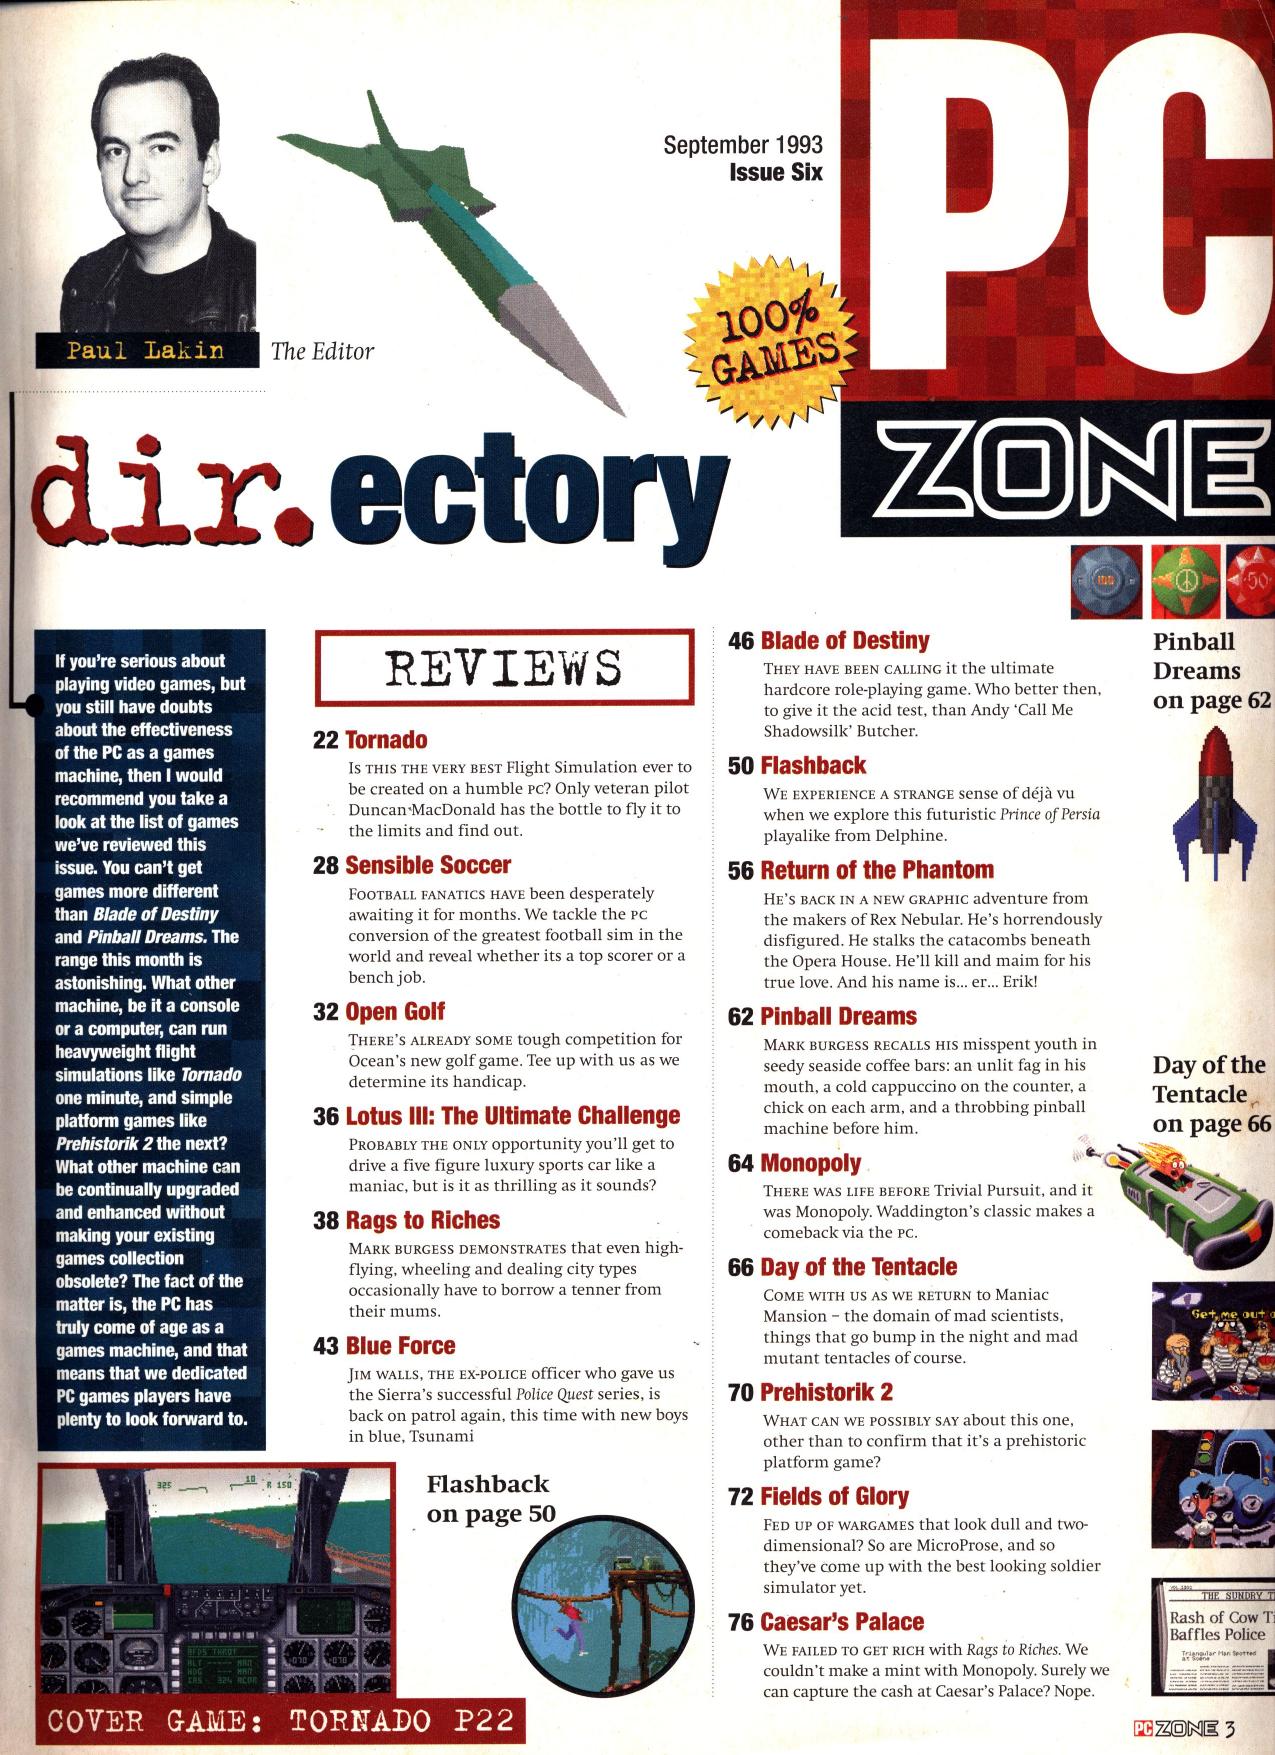 September 1993
Issue Six
PC
ZONE
100%
GAMES
Paul Lakin
The Editor
dir.ectory
If you're serious about
playing video games, but
you still have doubts
about the effectiveness
of the PC as a games
machine, then I would
recommend you take a
look at the list of games
we've reviewed this
issue. You can't get
games more different
than Blade of Destiny
and Pinball Dreams. The
range this month is
astonishing. What other
machine, be it a console
or a computer, can run
heavyweight flight
simulations like Tornado
one minute, and simple
platform games like
Prehistorik 2 the next?
What other machine can
be continually upgraded
and enhanced without
making your existing
games collection
obsolete? The fact of the
matter is, the PC has
truly come of age as a
games machine, and that
means that we dedicated
PC games players have
plenty to look forward to.
REVIEWS
22 Tornado
IS THIS THE VERY BEST Flight Simulation ever to
be created on a humble PC? Only veteran pilot
Duncan MacDonald has the bottle to fly it to
the limits and find out.
28 Sensible Soccer
FOOTBALL FANATICS HAVE been desperately
awaiting it for months. We tackle the PC
conversion of the greatest football sim in the
world and reveal whether its a top scorer or a
bench job.
32 Open Golf
THERE'S ALREADY SOME tough competition for
Ocean's new golf game. Tee up with us as we
determine its handicap.
36 Lotus III: The Ultimate Challenge
PROBABLY THE ONLY opportunity you'll get to
drive a five figure luxury sports car like a
maniac, but is it as thrilling as it sounds?
38 Rags to Riches
MARK BURGESS DEMONSTRATES that even high-
flying, wheeling and dealing city types
occasionally have to borrow a tenner from
their mums.
43 Blue Force
JIM WALLS, THE EX-POLICE officer who gave us
the Sierra's successful Police Quest series, is
back on patrol again, this time with new boys
in blue, Tsunami
46 Blade of Destiny
THEY HAVE BEEN CALLING it the ultimate
hardcore role-playing game. Who better then,
to give it the acid test, than Andy 'Call Me
Shadowsilk' Butcher.
50 Flashback
WE EXPERIENCE A STRANGE sense of déjà vu
when we explore this futuristic Prince of Persia
playalike from Delphine.
56 Return of the Phantom
HE'S BACK IN A NEW GRAPHIC adventure from
the makers of Rex Nebular. He's horrendously
disfigured. He stalks the catacombs beneath
the Opera House. He'll kill and maim for his
true love. And his name is... er... Erik!
62 Pinball Dreams
MARK BURGESS RECALLS HIS misspent youth in
seedy seaside coffee bars: an unlit fag in his
mouth, a cold cappuccino on the counter, a
chick on each arm, and a throbbing pinball
machine before him.
64 Monopoly
THERE WAS LIFE BEFORE Trivial Pursuit, and it
was Monopoly. Waddington's classic makes a
comeback via the PC.
66 Day of the Tentacle
COME WITH US AS WE RETURN to Maniac
Mansion – the domain of mad scientists,
things that go bump in the night and mad
mutant tentacles of course.
70 Prehistorik 2
WHAT CAN WE POSSIBLY SAY about this one,
other than to confirm that it's a prehistoric
platform game?
72 Fields of Glory
FED UP OF WARGAMES that look dull and two-
dimensional? So are MicroProse, and so
they've come up with the best looking soldier
simulator yet.
76 Caesar's Palace
WE FAILED TO GET RICH with Rags to Riches. We
couldn't make a mint with Monopoly. Surely we
can capture the cash at Caesar's Palace? Nope.
100
50
Pinball
Dreams
on page 62
Day of the
Tentacle
on page 66
Get me out o
THE SUNDRY T
Rash of Cow Ti
Baffles Police
Triangular Man Spotted
at Scene
Flashback
on page 50
325
10
R 150
COVER GAME: TORNADO P22
PC ZONE 3